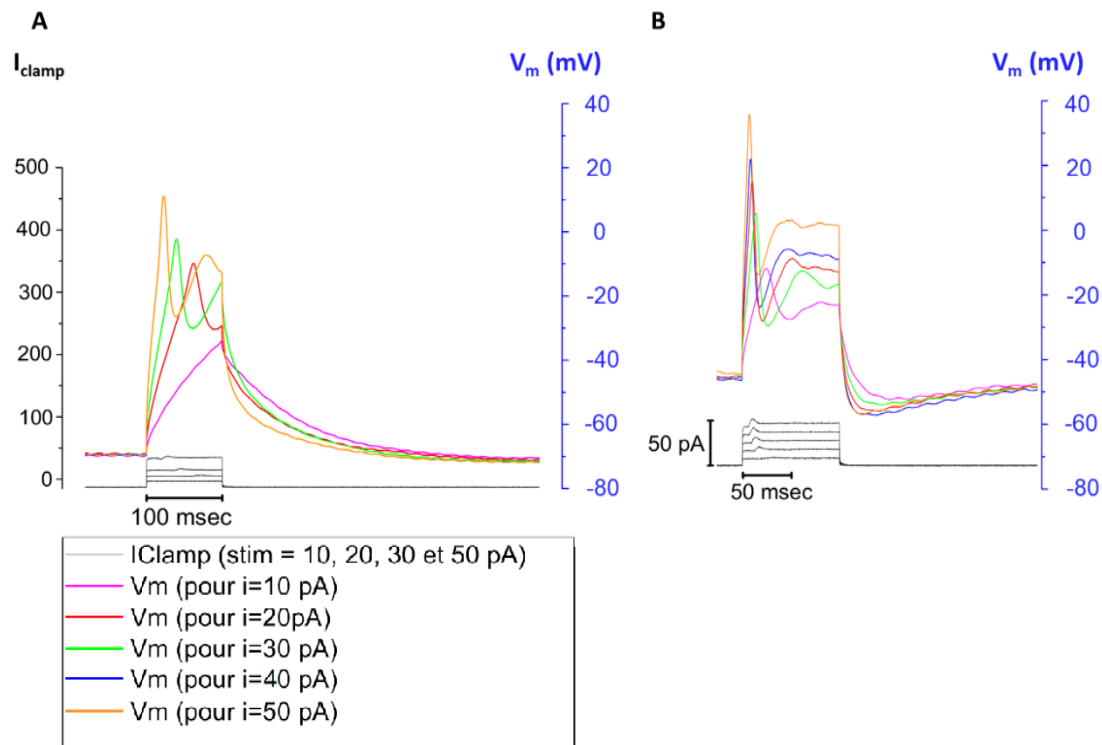 A
B
I clamp
Vm (mV)
Vm (mV)
500
400
300
200
100
0
40
20
0
-20
-40
-60
-80
40
20
0
-20
-40
-60
-80
50 pA
100 msec
50 msec
IClamp (stim = 10, 20, 30 et 50 pA)
Vm (pour i=10 pA)
Vm (pour i=20pA)
Vm (pour i=30 pA)
Vm (pour i=40 pA)
Vm (pour i=50 pA)